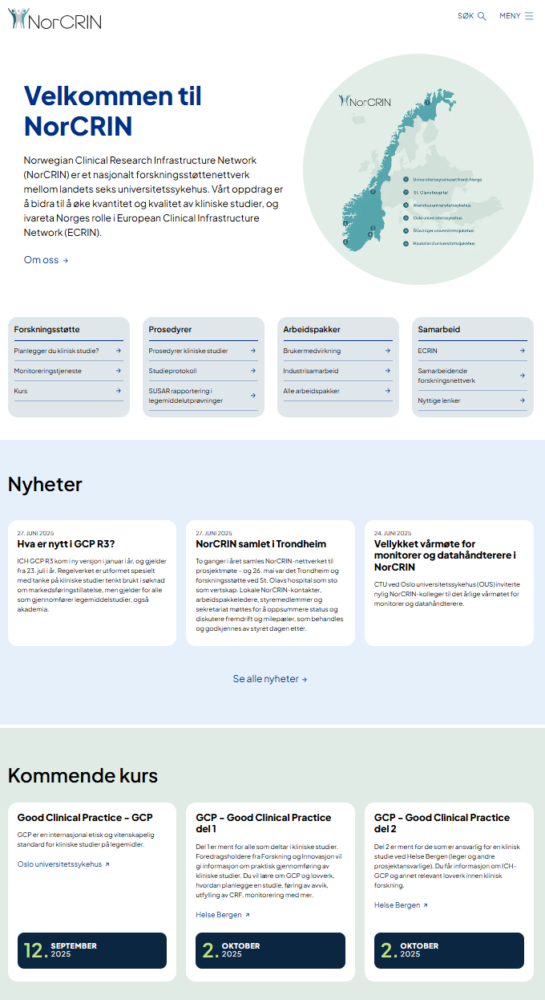 NorCRIN
SØK
MENY
Velkommen til
NorCRIN
Norwegian Clinical Research Infrastructure Network
(NorCRIN) er et nasjonalt forskningsstøttenettverk
mellom landets seks universitetssykehus. Vårt oppdrag er
å bidra til å øke kvantitet og kvalitet av kliniske studier, og
ivareta Norges rolle i European Clinical Infrastructure
Network (ECRIN).
Om oss →
NorCRIN
Universitetssykehuset Nord-Norge
St. Olavs hospital
Akershus universitetssykehus
Oslo universitetssykehus
Stavanger universitetssjukehus
Haukeland universitetssjukehus
Forskningsstøtte
Planlegger du klinisk studie? →
Monitoreringstjeneste →
Kurs →
Prosedyrer
Prosedyrer kliniske studier →
Studieprotokoll →
SUSAR rapportering i
legemiddelutprøvninger →
Arbeidspakker
Brukermedvirkning →
Industrisamarbeid →
Alle arbeidspakker →
Samarbeid
ECRIN →
Samarbeidende
forskningsnettverk →
Nyttige lenker →
Nyheter
27. JUNI 2025
Hva er nytt i GCP R3?
ICH GCP R3 kom i ny versjon i januar i år, og gjelder
fra 23. juli i år. Regelverket er utformet spesielt
med tanke på kliniske studier tenkt brukt i søknad
om markedsføringstillatelse, men gjelder for alle
som gjennomfører legemiddelstudier, også
akademia.
27. JUNI 2025
NorCRIN samlet i Trondheim
To ganger i året samles NorCRIN-nettverket til
prosjektmøte – og 26. mai var det Trondheim og
forskningsstøtte ved St. Olavs hospital som sto
som vertskap. Lokale NorCRIN-kontakter,
arbeidspakkeledere, styremedlemmer og
sekretariat møttes for å oppsummere status og
diskutere fremdrift og milepæler, som behandles
og godkjennes av styret dagen etter.
24. JUNI 2025
Vellykket vårmøte for
monitorer og datahåndterere i
NorCRIN
CTU ved Oslo universitetssykehus (OUS) inviterte
nylig NorCRIN-kolleger til det årlige vårmøtet for
monitorer og datahåndterere.
Se alle nyheter →
Kommende kurs
Good Clinical Practice - GCP
GCP er en internasjonal etisk og vitenskapelig
standard for kliniske studier på legemidler.
Oslo universitetssykehus ↗
12. SEPTEMBER
2025
GCP - Good Clinical Practice
del 1
Del 1 er ment for alle som deltar i kliniske studier.
Foredragsholdere fra Forskning og Innovasjon vil
gi informasjon om praktisk gjennomføring av
kliniske studier. Du vil lære om GCP og lovverk,
hvordan planlegge en studie, føring av avvik,
utfylling av CRF, monitorering med mer.
Helse Bergen ↗
2. OKTOBER
2025
GCP - Good Clinical Practice
del 2
Del 2 er ment for de som er ansvarlig for en klinisk
studie ved Helse Bergen (leger og andre
prosjektansvarlige). Du får informasjon om ICH-
GCP og annet relevant lovverk innen klinisk
forskning.
Helse Bergen ↗
2. OKTOBER
2025